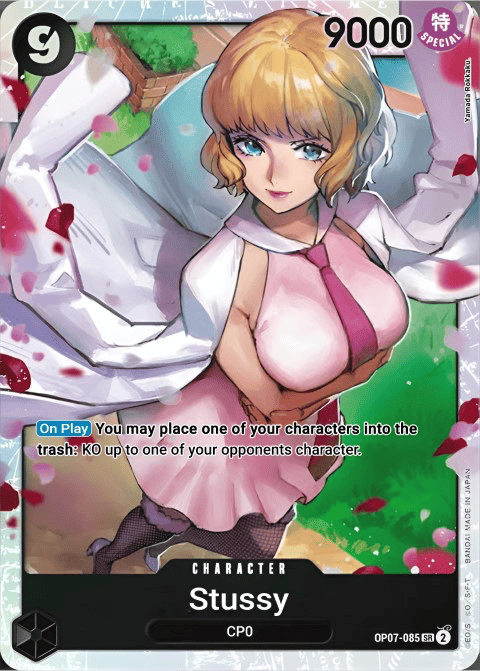 9
9000
特
SPECIAL
Yamada Rokkaku
On Play You may place one of your characters into the
trash: KO up to one of your opponents character.
CHARACTER
Stussy
CP0
OP07-085 SR 2
©E.O/S. ©O/S·F·T BANDAI MADE IN JAPAN